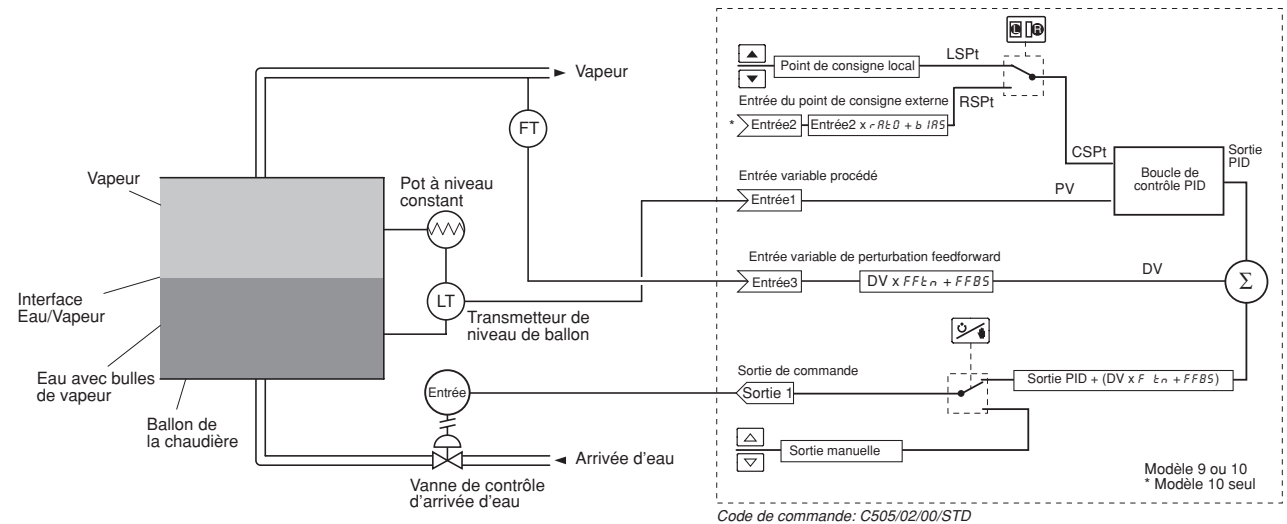 Vapeur
FT
Vapeur
Pot à niveau
constant
LT
Transmetteur de
niveau de ballon
Interface
Eau/Vapeur
Eau avec bulles
de vapeur
Ballon de
la chaudière
Entrée
Arrivée d'eau
Vanne de contrôle
d'arrivée d'eau
L R
LSPt
Point de consigne local
Entrée du point de consigne externe
RSPt
* Entrée2
Entrée2 x rAtO + bIAS
CSPt
Boucle de
contrôle PID
Sortie
PID
Entrée variable procédé
Entrée1
PV
Entrée variable de perturbation feedforward
Entrée3
DV x FFtn + FFBS
DV
Σ
Sortie de commande
Sortie 1
Sortie PID + (DV x F tn + FFBS)
Sortie manuelle
Modèle 9 ou 10
* Modèle 10 seul
Code de commande: C505/02/00/STD